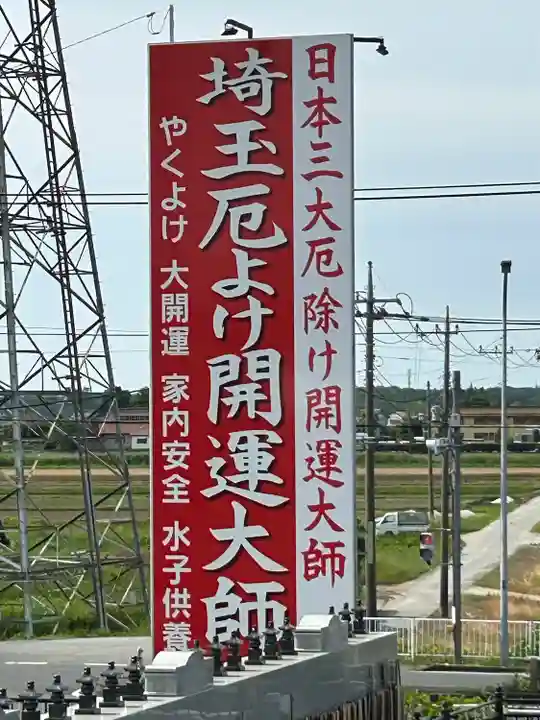 日本三大厄除け開運大師
埼玉厄よけ開運大師
やくよけ 大開運 家内安全 水子供養